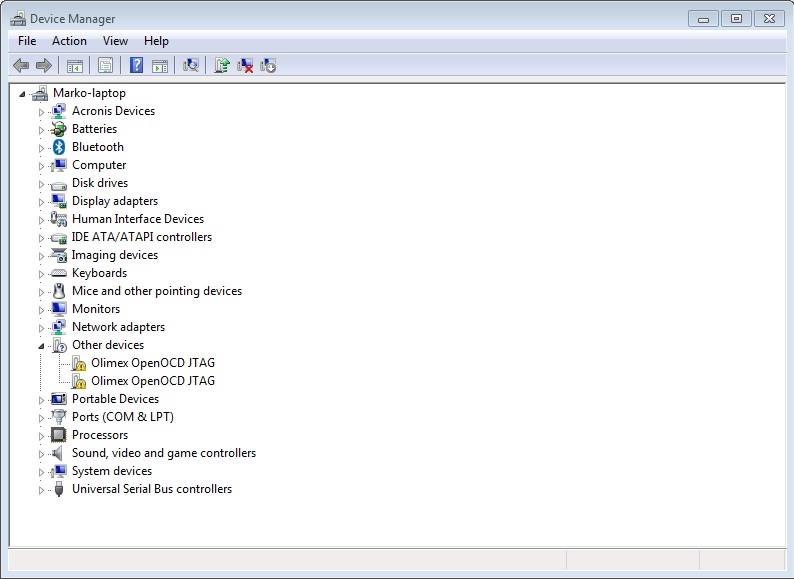 Device Manager
File Action View Help
Marko-laptop
Acronis Devices
Batteries
Bluetooth
Computer
Disk drives
Display adapters
Human Interface Devices
IDE ATA/ATAPI controllers
Imaging devices
Keyboards
Mice and other pointing devices
Monitors
Network adapters
Other devices
Olimex OpenOCD JTAG
Olimex OpenOCD JTAG
Portable Devices
Ports (COM & LPT)
Processors
Sound, video and game controllers
System devices
Universal Serial Bus controllers